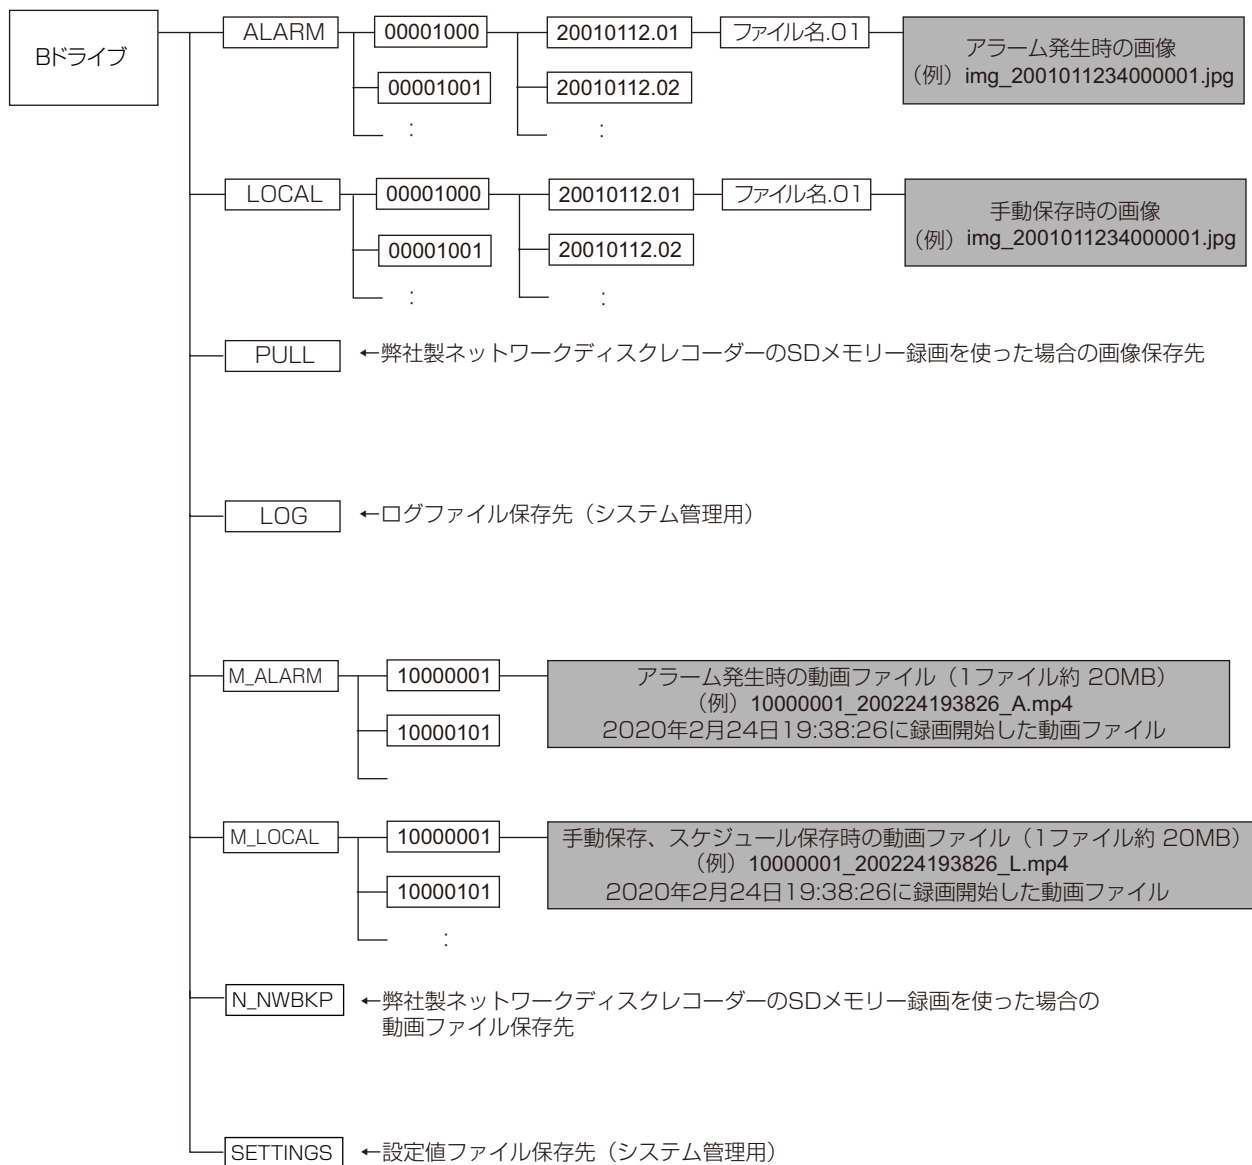 Bドライブ
ALARM
00001000
20010112.01
ファイル名.01
アラーム発生時の画像
（例）img_2001011234000001.jpg
00001001
20010112.02
:
:
LOCAL
00001000
20010112.01
ファイル名.01
手動保存時の画像
（例）img_2001011234000001.jpg
00001001
20010112.02
:
:
PULL
←弊社製ネットワークディスクレコーダーのSDメモリー録画を使った場合の画像保存先
LOG
←ログファイル保存先（システム管理用）
M_ALARM
10000001
アラーム発生時の動画ファイル（1ファイル約 20MB）
（例）10000001_200224193826_A.mp4
2020年2月24日19:38:26に録画開始した動画ファイル
10000101
M_LOCAL
10000001
手動保存、スケジュール保存時の動画ファイル（1ファイル約 20MB）
（例）10000001_200224193826_L.mp4
2020年2月24日19:38:26に録画開始した動画ファイル
10000101
:
N_NWBKP
←弊社製ネットワークディスクレコーダーのSDメモリー録画を使った場合の
動画ファイル保存先
SETTINGS
←設定値ファイル保存先（システム管理用）